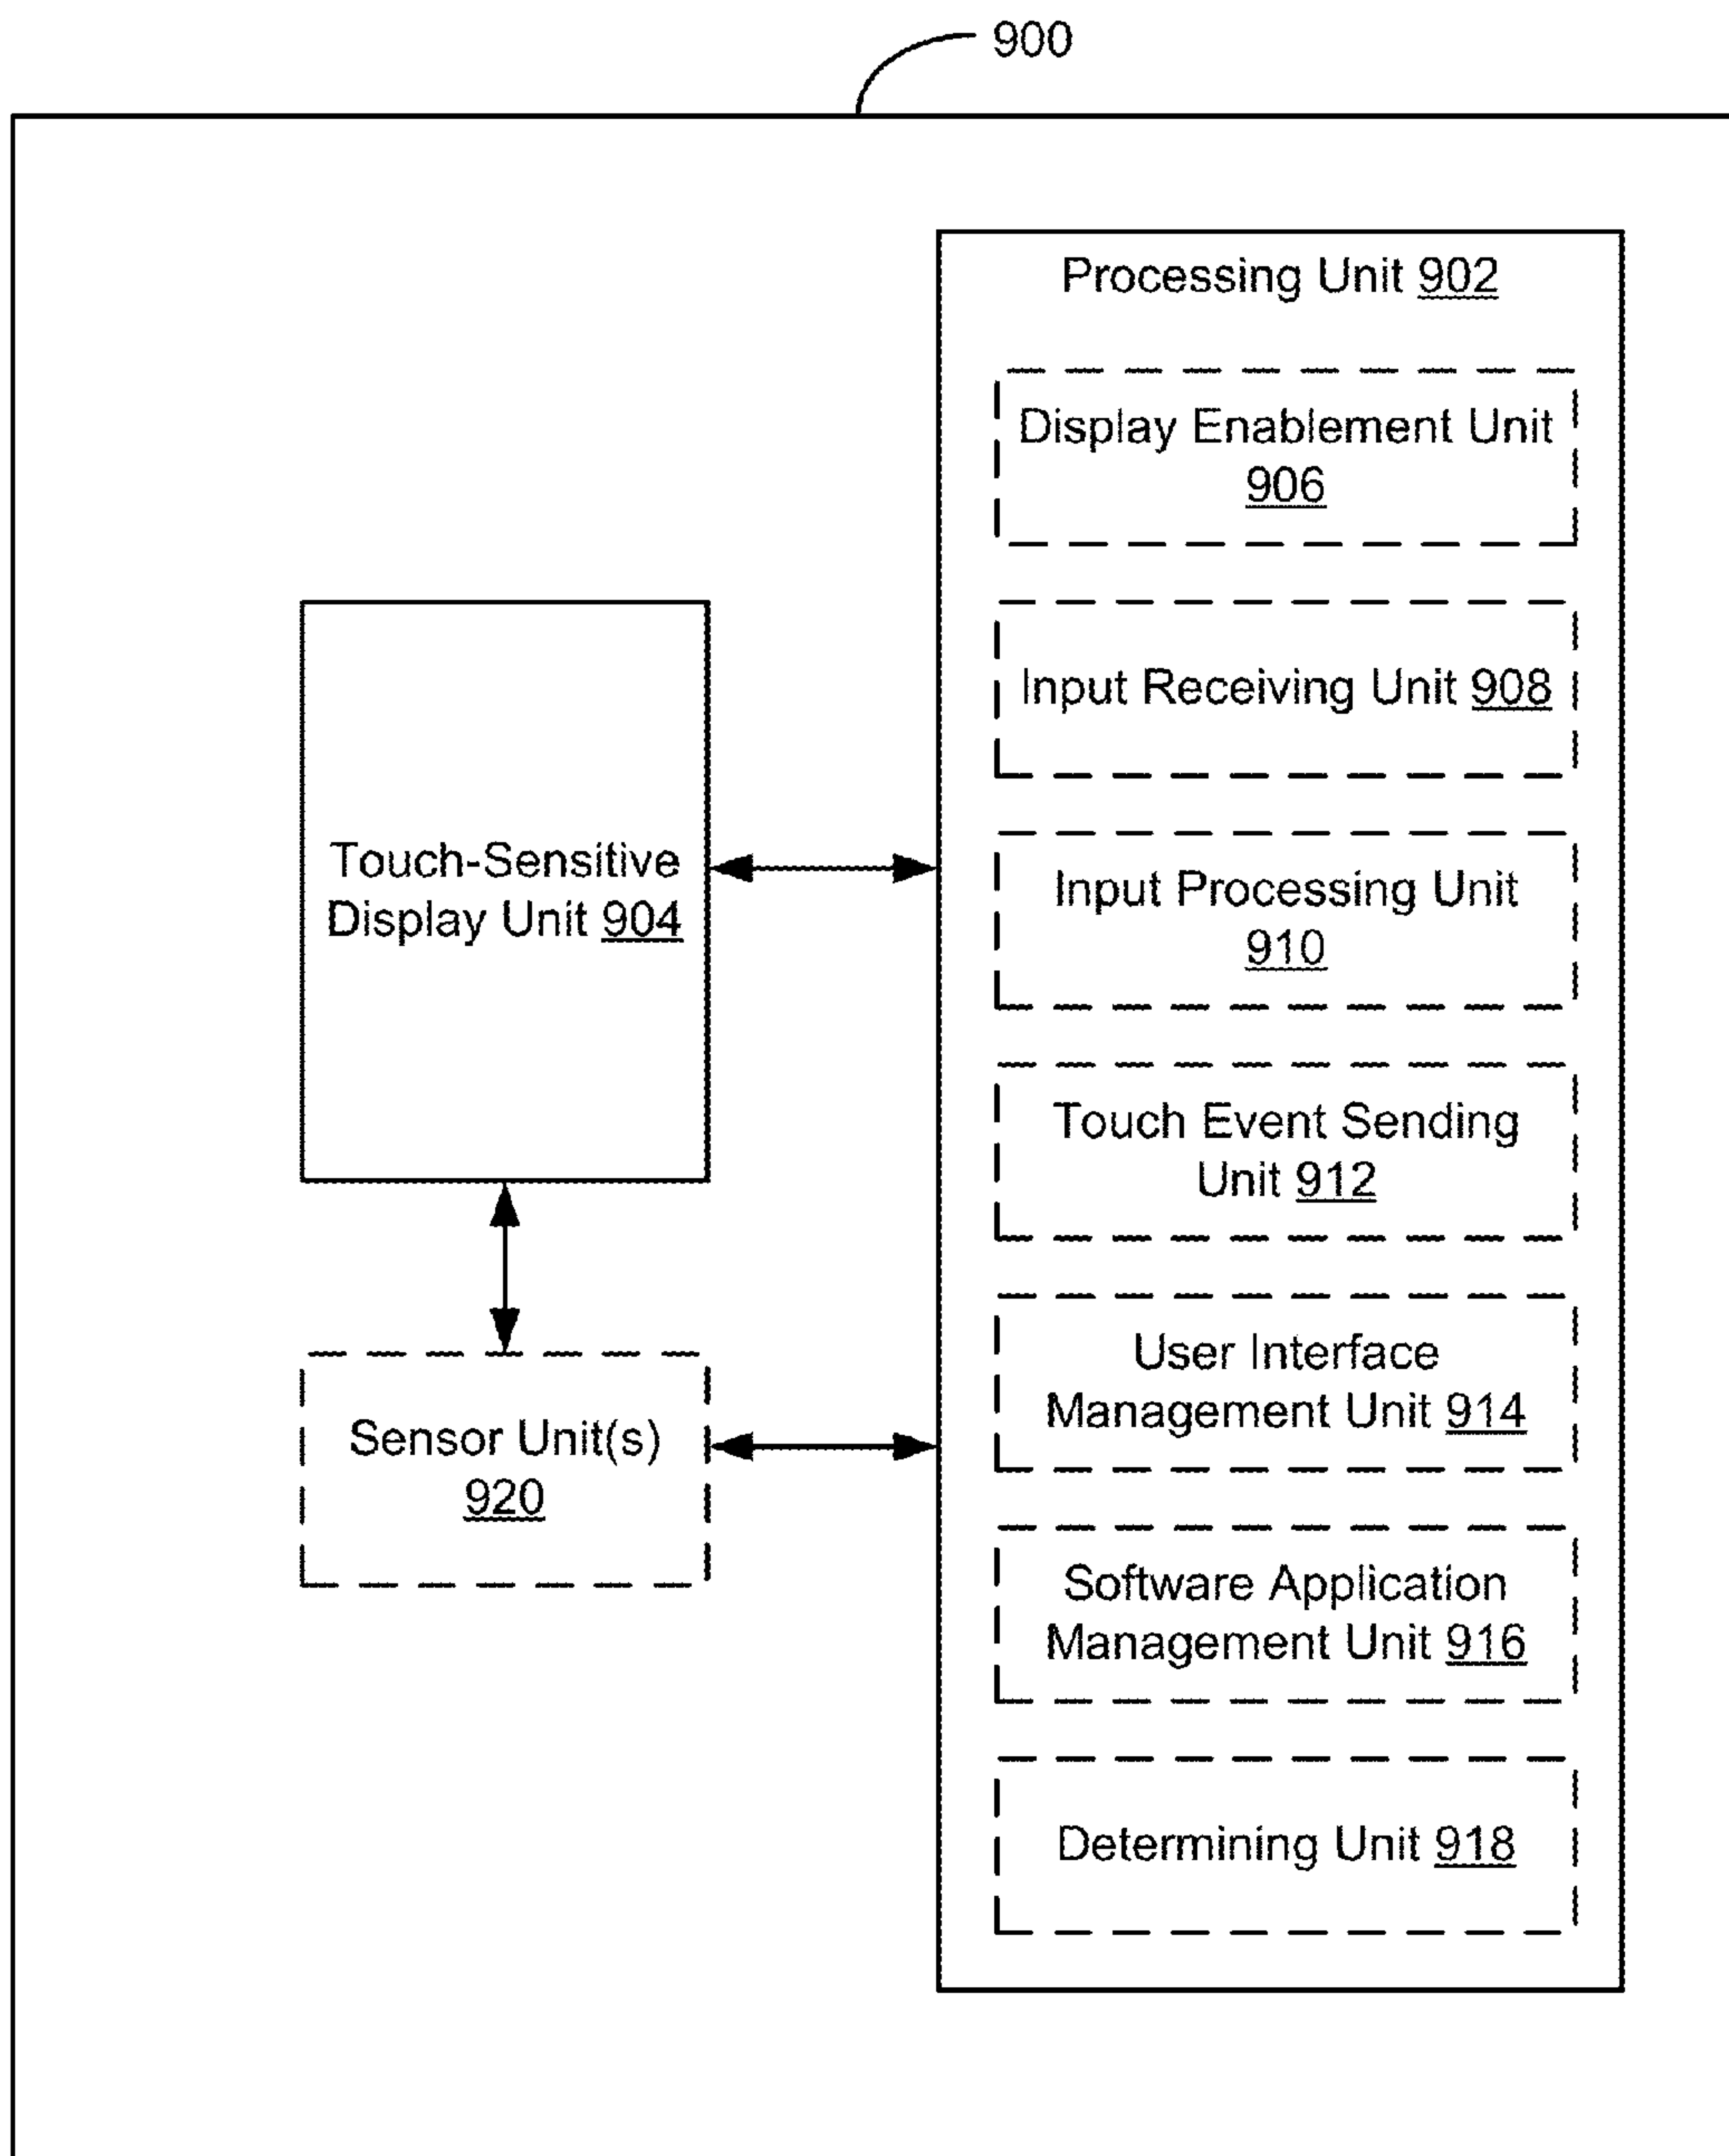 900
Processing Unit 902
Display Enablement Unit
906
Input Receiving Unit 908
Input Processing Unit
910
Touch Event Sending
Unit 912
User Interface
Management Unit 914
Software Application
Management Unit 916
Determining Unit 918
Touch-Sensitive
Display Unit 904
Sensor Unit(s)
920